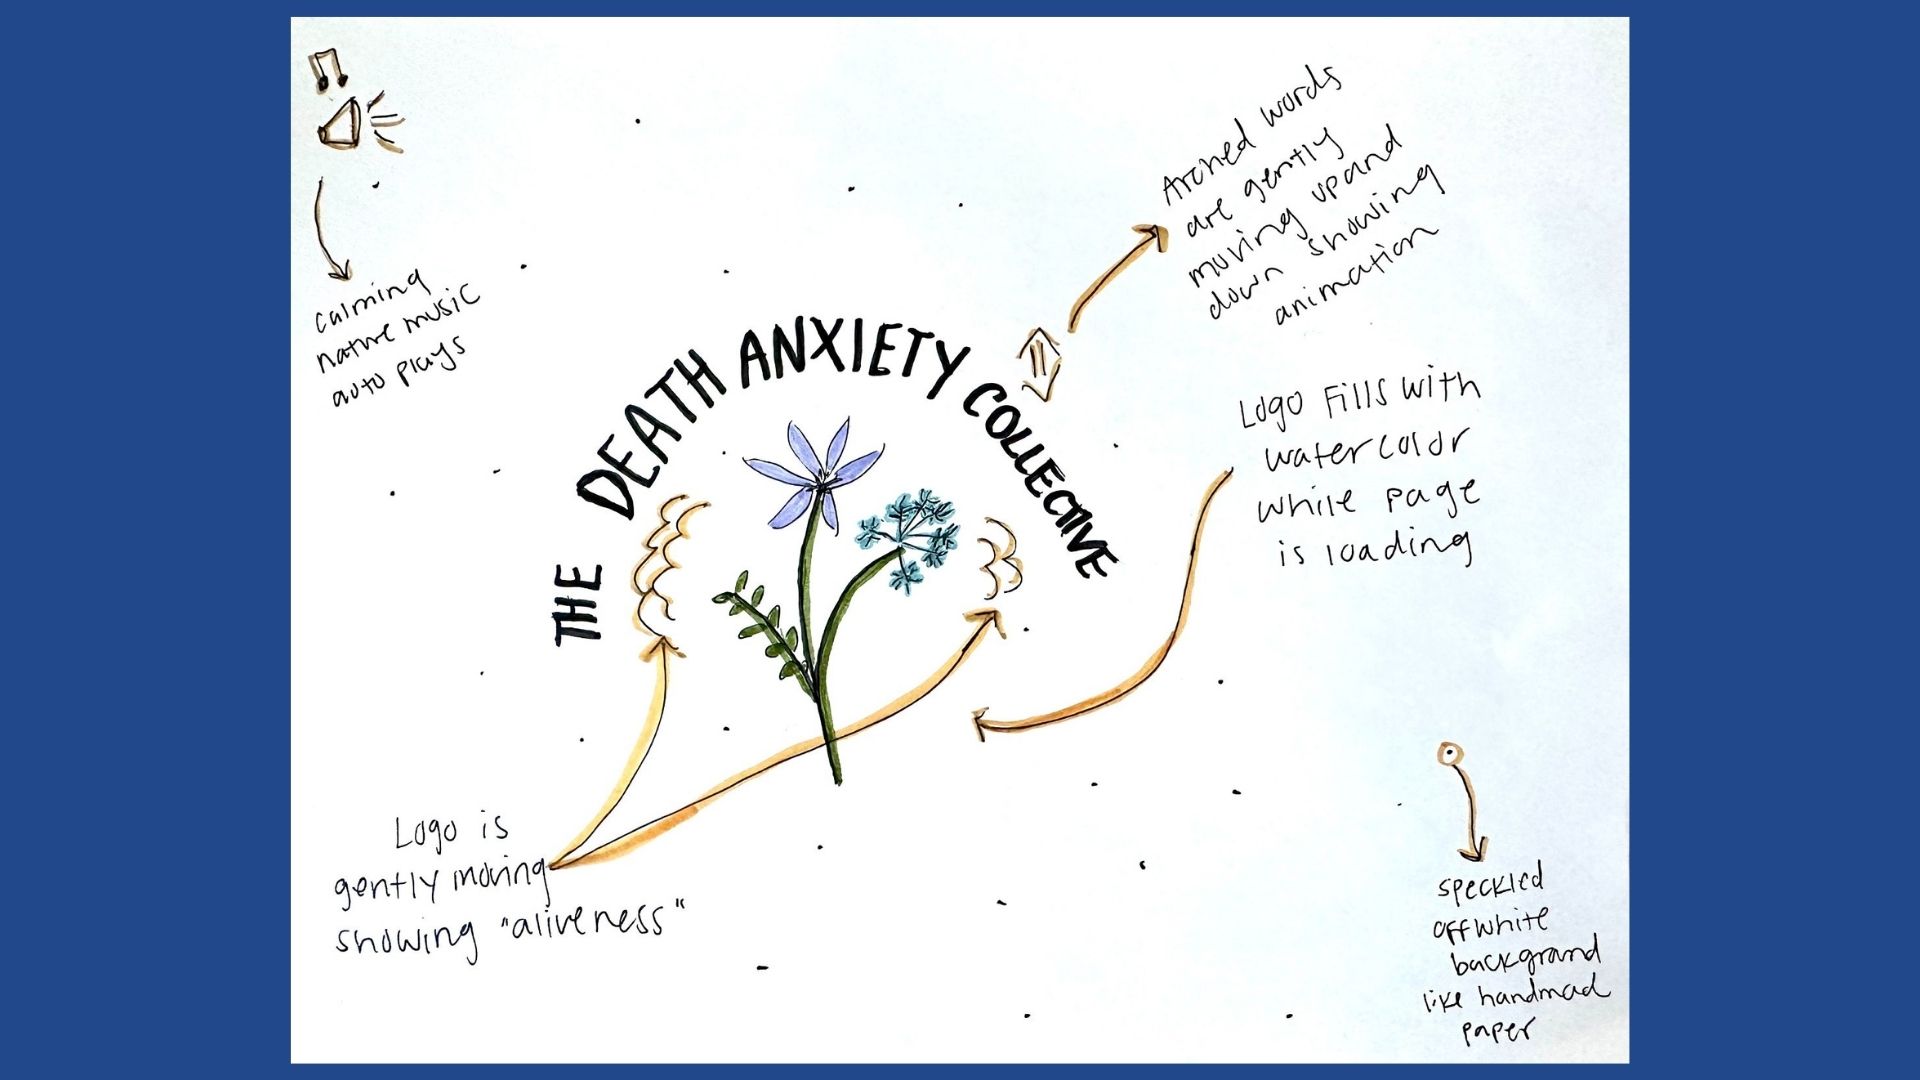 calming
nature music
auto plays
Arched words
are gently
moving up and
down showing
animation
THE DEATH ANXIETY COLLECTIVE
Logo Fills with
watercolor
while page
is loading
Logo is
gently moving
showing "aliveness"
speckled
offwhite
background
like handmad
paper